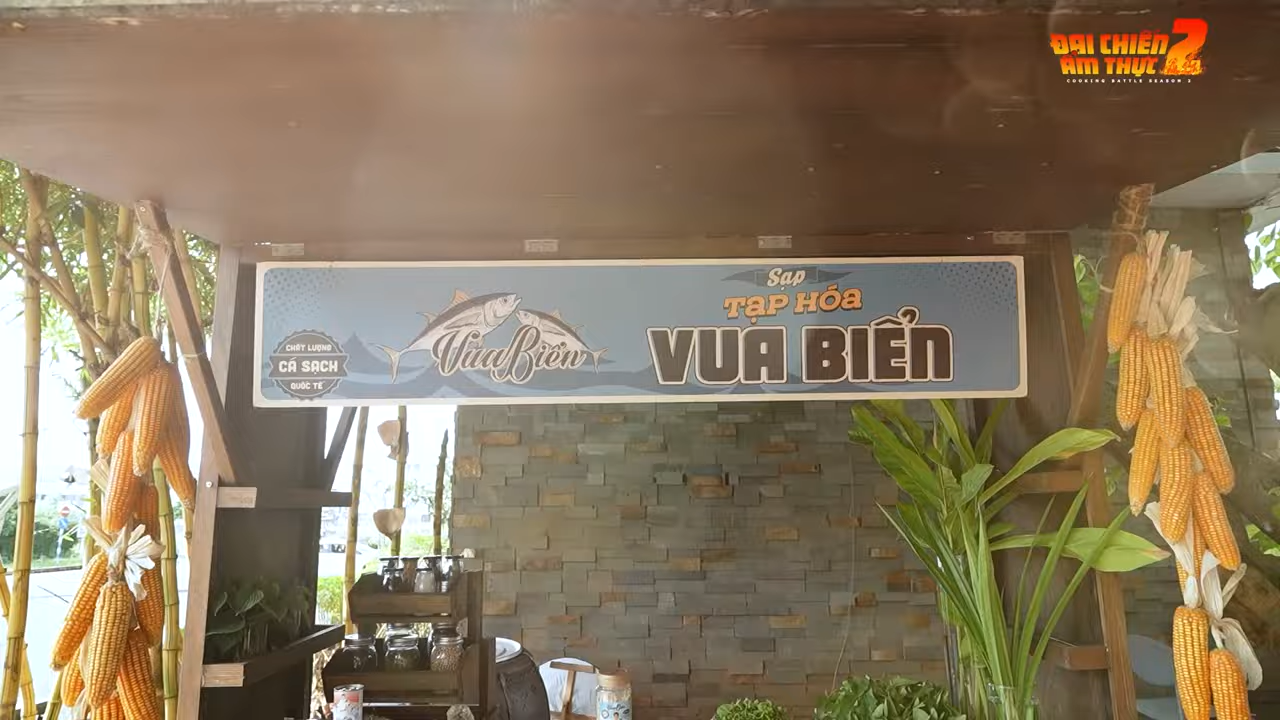 ĐẠI CHIẾN
ẨM THỰC 2
COOKING BATTLE SEASON 2
Sạp
TẠP HÓA
VUA BIỂN
Vua Biển
CHẤT LƯỢNG
CÁ SẠCH
QUỐC TẾ